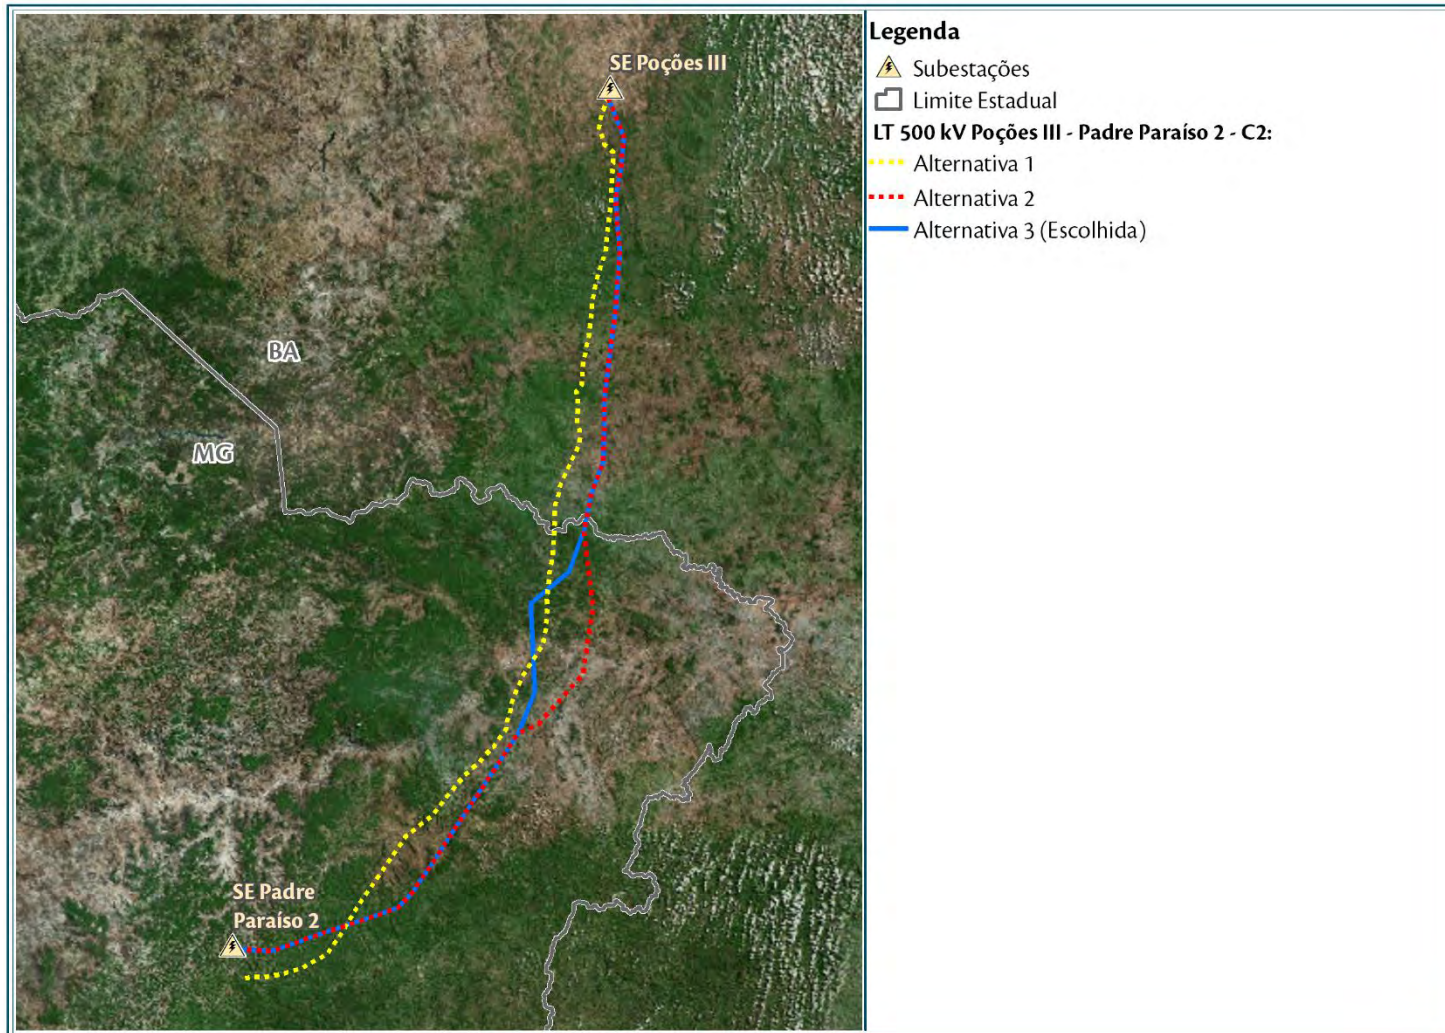 SE Poções III
BA
MG
SE Padre
Paraíso 2
Legenda
Subestações
Limite Estadual
LT 500 kV Poções III - Padre Paraíso 2 - C2:
Alternativa 1
Alternativa 2
Alternativa 3 (Escolhida)